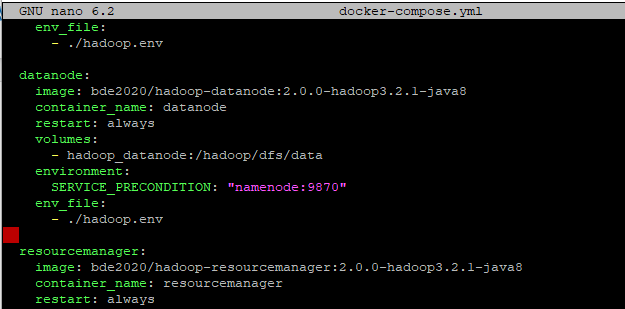 GNU nano 6.2 docker-compose.yml
env_file:
- ./hadoop.env
datanode:
image: bde2020/hadoop-datanode:2.0.0-hadoop3.2.1-java8
container_name: datanode
restart: always
volumes:
- hadoop_datanode:/hadoop/dfs/data
environment:
SERVICE_PRECONDITION: "namenode:9870"
env_file:
- ./hadoop.env
resourcemanager:
image: bde2020/hadoop-resourcemanager:2.0.0-hadoop3.2.1-java8
container_name: resourcemanager
restart: always